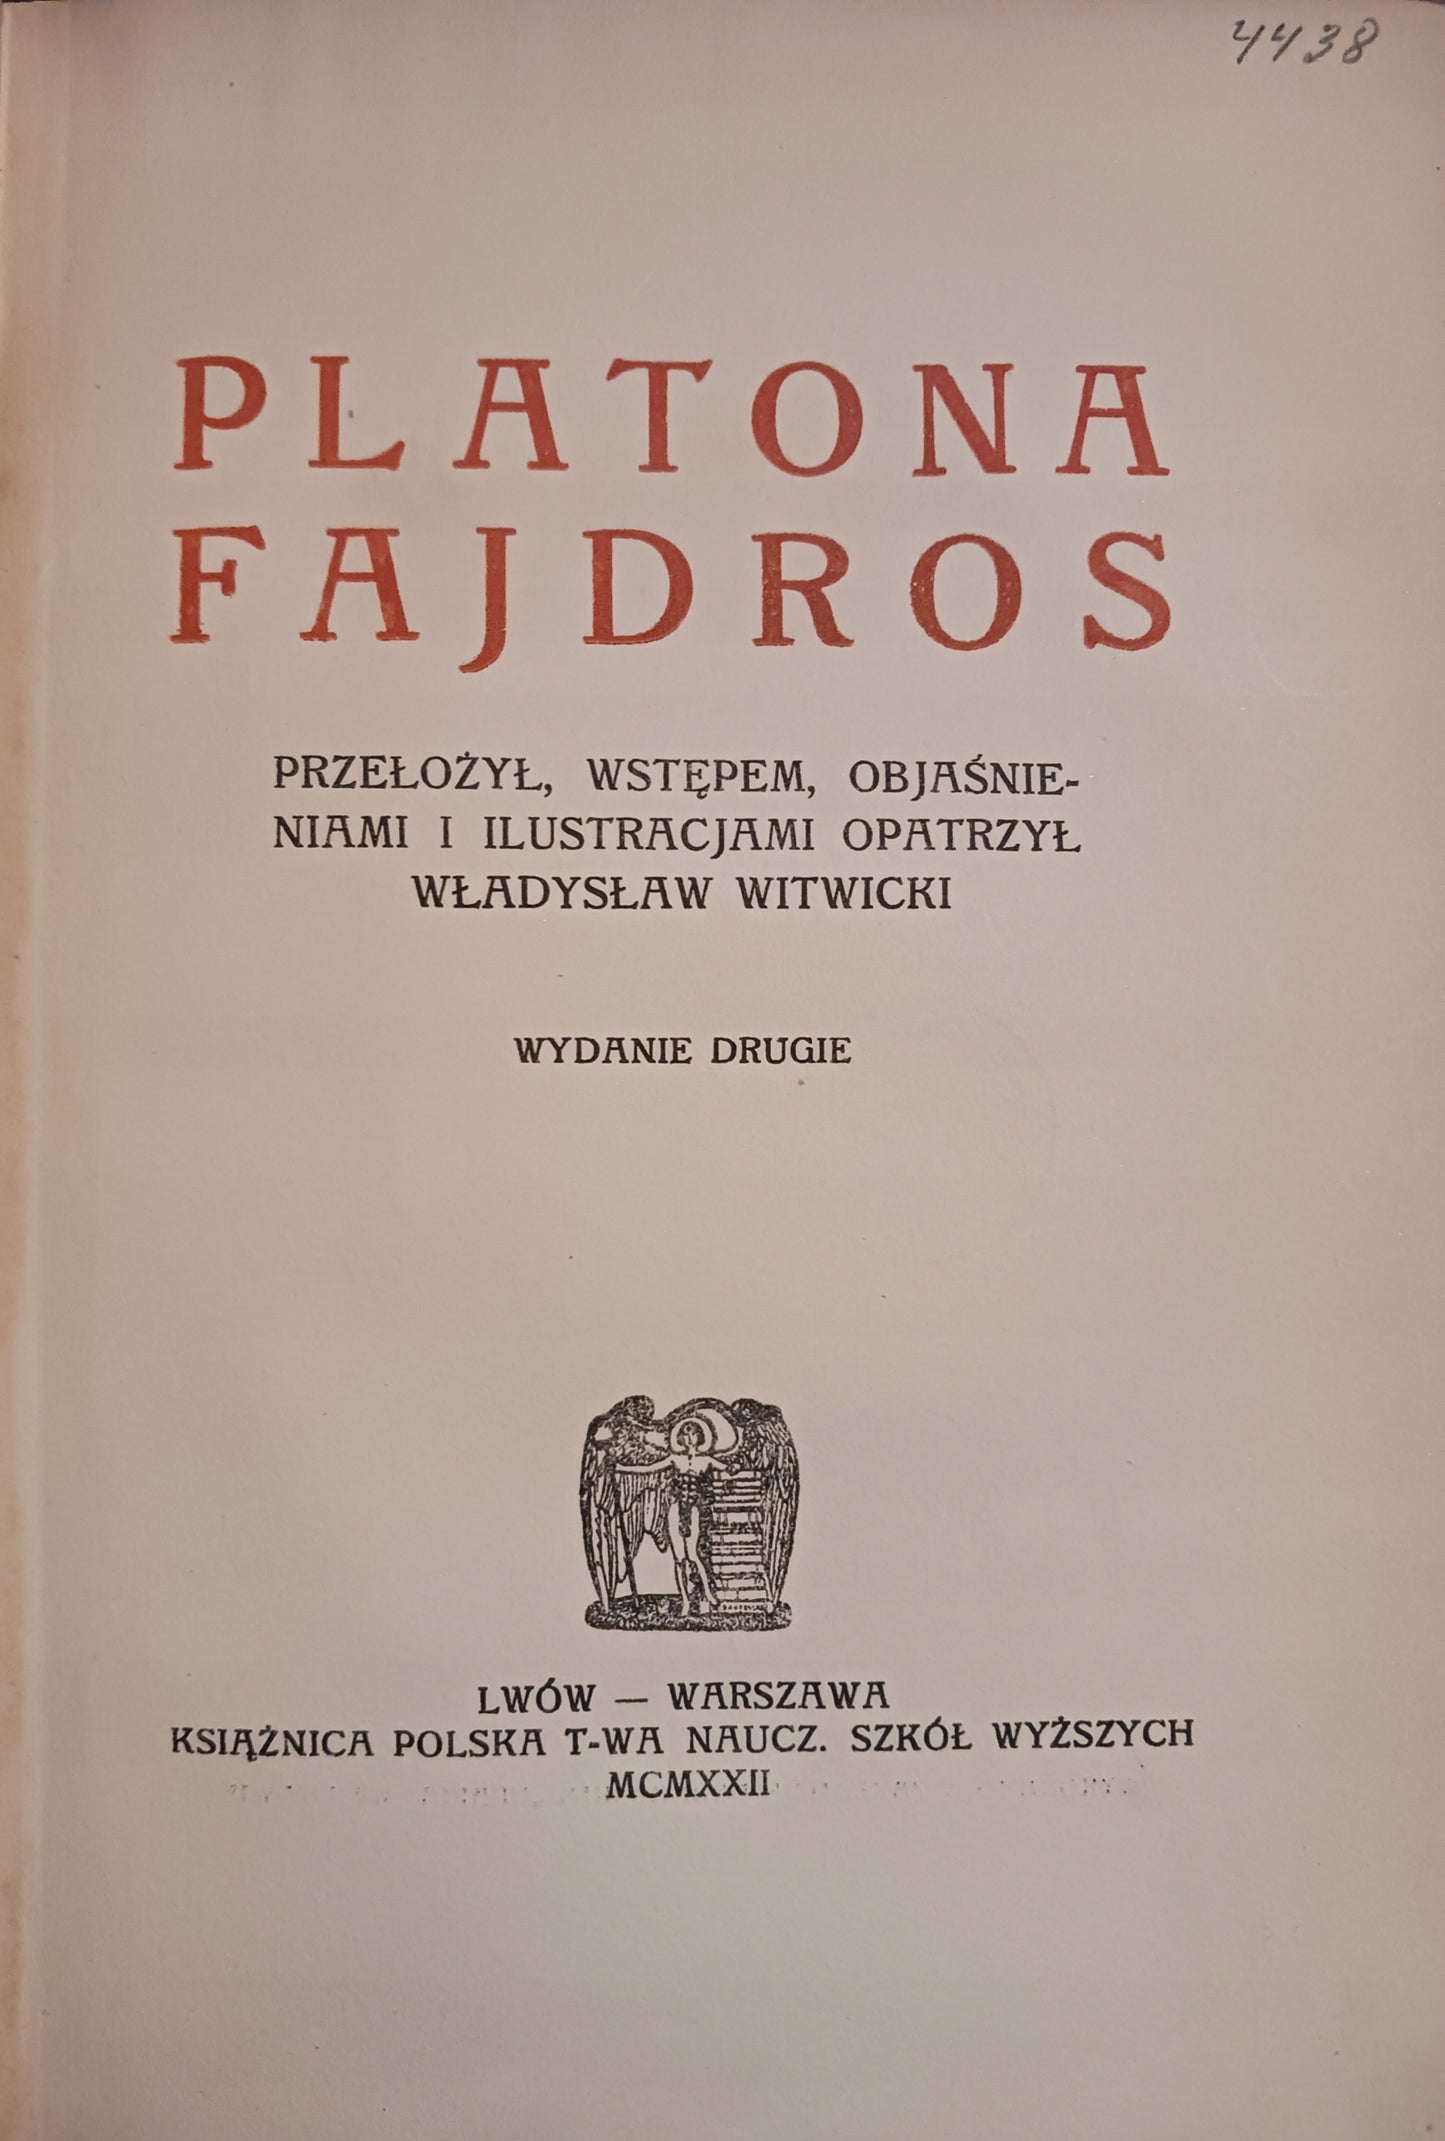 4438
PLATONA
FAJDROS
PRZEŁOŻYŁ, WSTĘPEM, OBJAŚNIE-
NIAMI I ILUSTRACJAMI OPATRZYŁ
WŁADYSŁAW WITWICKI
WYDANIE DRUGIE
LWÓW — WARSZAWA
KSIĄŻNICA POLSKA T-WA NAUCZ. SZKÓŁ WYŻSZYCH
MCMXXII